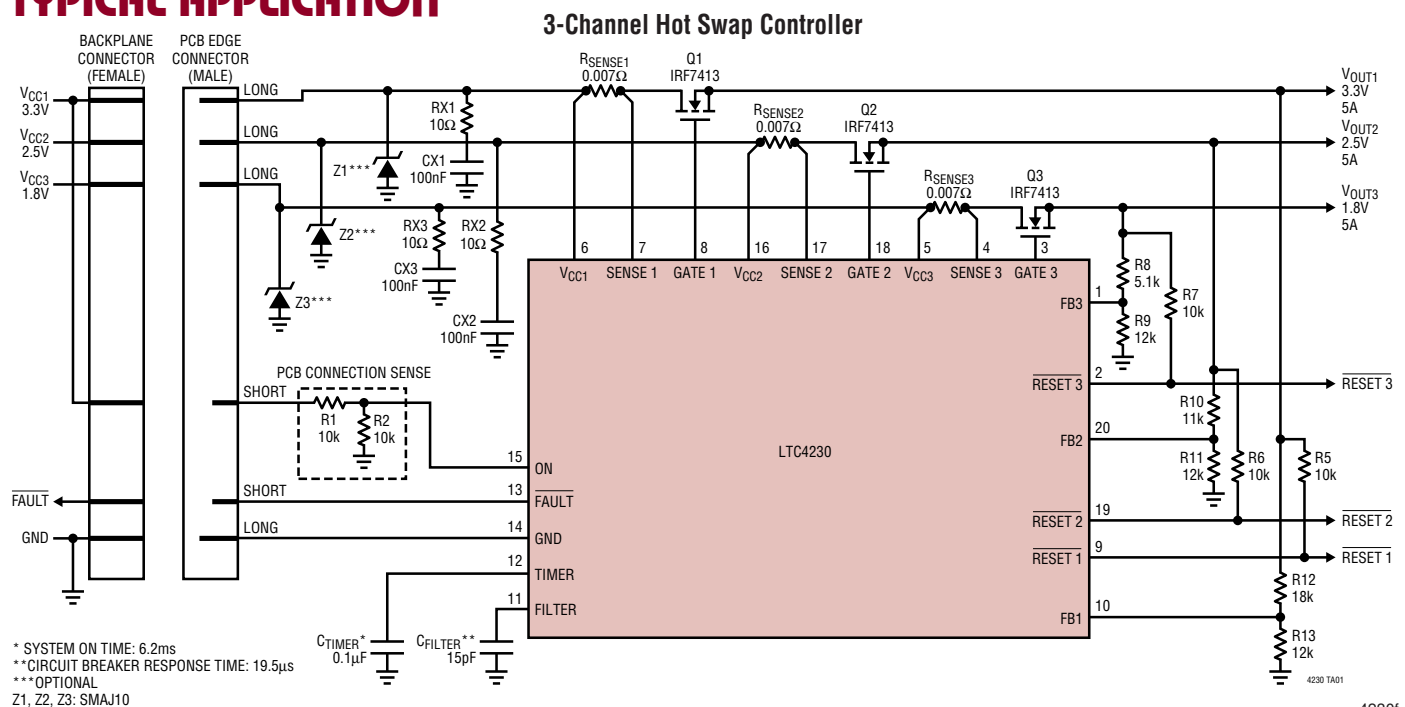 TYPICAL APPLICATION
3-Channel Hot Swap Controller
BACKPLANE
CONNECTOR
(FEMALE)
PCB EDGE
CONNECTOR
(MALE)
VCC1
3.3V
VCC2
2.5V
VCC3
1.8V
LONG
LONG
LONG
Z1***
Z2***
Z3***
RX1
10Ω
CX1
100nF
RX3
10Ω
CX3
100nF
RX2
10Ω
CX2
100nF
RSENSE1
0.007Ω
Q1
IRF7413
RSENSE2
0.007Ω
Q2
IRF7413
RSENSE3
0.007Ω
Q3
IRF7413
VOUT1
3.3V
5A
VOUT2
2.5V
5A
VOUT3
1.8V
5A
6 7 8 16 17 18 5 4 3
VCC1 SENSE 1 GATE 1 VCC2 SENSE 2 GATE 2 VCC3 SENSE 3 GATE 3
LTC4230
PCB CONNECTION SENSE
SHORT
R1
10k
R2
10k
15 ON
SHORT
13 FAULT
LONG
14 GND
12 TIMER
11 FILTER
FAULT
GND
CTIMER*
0.1µF
CFILTER**
15pF
FB3 1
RESET 3 2
FB2 20
RESET 2 19
RESET 1 9
FB1 10
R8
5.1k
R9
12k
R7
10k
R10
11k
R11
12k
R6
10k
R5
10k
R12
18k
R13
12k
RESET 3
RESET 2
RESET 1
4230 TA01
* SYSTEM ON TIME: 6.2ms
**CIRCUIT BREAKER RESPONSE TIME: 19.5µs
***OPTIONAL
Z1, Z2, Z3: SMAJ10